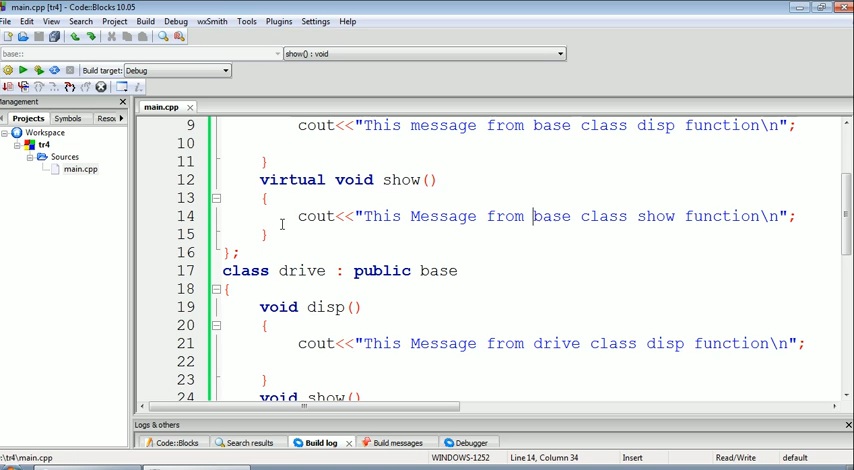 main.cpp [tr4] - Code::Blocks 10.05
File Edit View Search Project Build Debug wxSmith Tools Plugins Settings Help
base:: show() : void
Build target: Debug
Management
main.cpp
Projects Symbols Resou
Workspace
tr4
Sources
main.cpp
9 cout<<"This message from base class disp function\n";
10
11 }
12 virtual void show()
13 {
14 cout<<"This Message from base class show function\n";
15 }
16 };
17 class drive : public base
18 {
19 void disp()
20 {
21 cout<<"This Message from drive class disp function\n";
22
23 }
24 void show()
Logs & others
Code::Blocks Search results Build log Build messages Debugger
:\tr4\main.cpp WINDOWS-1252 Line 14, Column 34 Insert Read/Write default